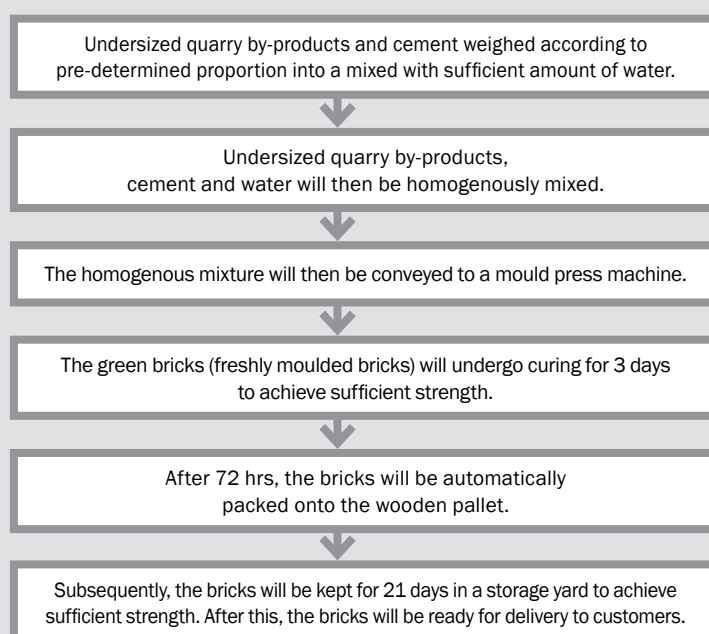 Undersized quarry by-products and cement weighed according to
pre-determined proportion into a mixed with sufficient amount of water.
Undersized quarry by-products,
cement and water will then be homogenously mixed.
The homogenous mixture will then be conveyed to a mould press machine.
The green bricks (freshly moulded bricks) will undergo curing for 3 days
to achieve sufficient strength.
After 72 hrs, the bricks will be automatically
packed onto the wooden pallet.
Subsequently, the bricks will be kept for 21 days in a storage yard to achieve
sufficient strength. After this, the bricks will be ready for delivery to customers.